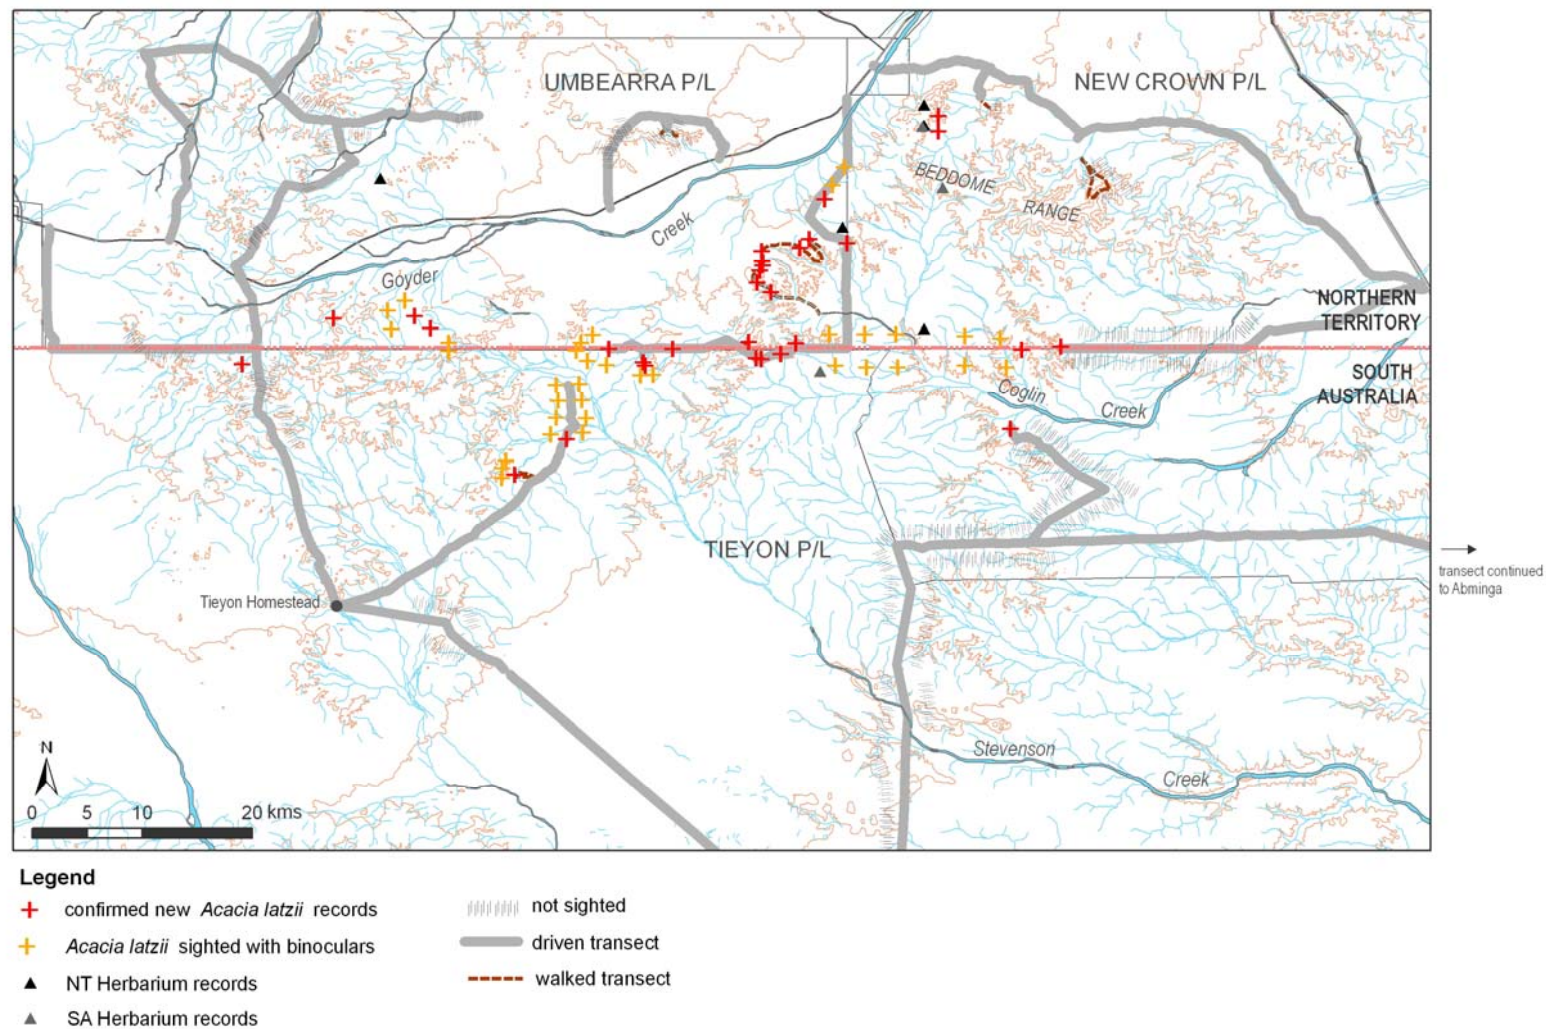 UMBEARRA P/L
NEW CROWN P/L
BEDDOME
RANGE
Creek
Goyder
NORTHERN
TERRITORY
SOUTH
AUSTRALIA
Coglin
Creek
TIEYON P/L
transect continued
to Abminga
Tieyon Homestead
Stevenson
Creek
N
0 5 10 20 kms
Legend
confirmed new Acacia latzii records
Acacia latzii sighted with binoculars
NT Herbarium records
SA Herbarium records
not sighted
driven transect
walked transect